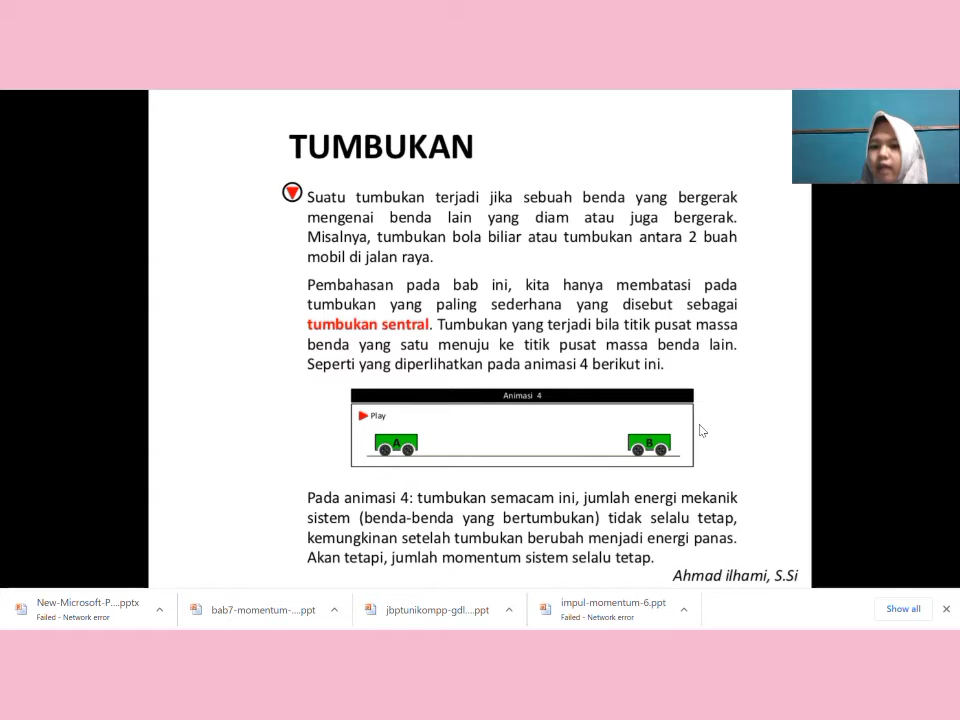 TUMBUKAN
Suatu tumbukan terjadi jika sebuah benda yang bergerak
mengenai benda lain yang diam atau juga bergerak.
Misalnya, tumbukan bola biliar atau tumbukan antara 2 buah
mobil di jalan raya.
Pembahasan pada bab ini, kita hanya membatasi pada
tumbukan yang paling sederhana yang disebut sebagai
tumbukan sentral. Tumbukan yang terjadi bila titik pusat massa
benda yang satu menuju ke titik pusat massa benda lain.
Seperti yang diperlihatkan pada animasi 4 berikut ini.
Animasi 4
Play
A B
Pada animasi 4: tumbukan semacam ini, jumlah energi mekanik
sistem (benda-benda yang bertumbukan) tidak selalu tetap,
kemungkinan setelah tumbukan berubah menjadi energi panas.
Akan tetapi, jumlah momentum sistem selalu tetap.
Ahmad ilhami, S.Si
New-Microsoft-P....pptx
Failed - Network error
bab7-momentum-....ppt
jbptunikompp-gdl....ppt
impul-momentum-6.ppt
Failed - Network error
Show all